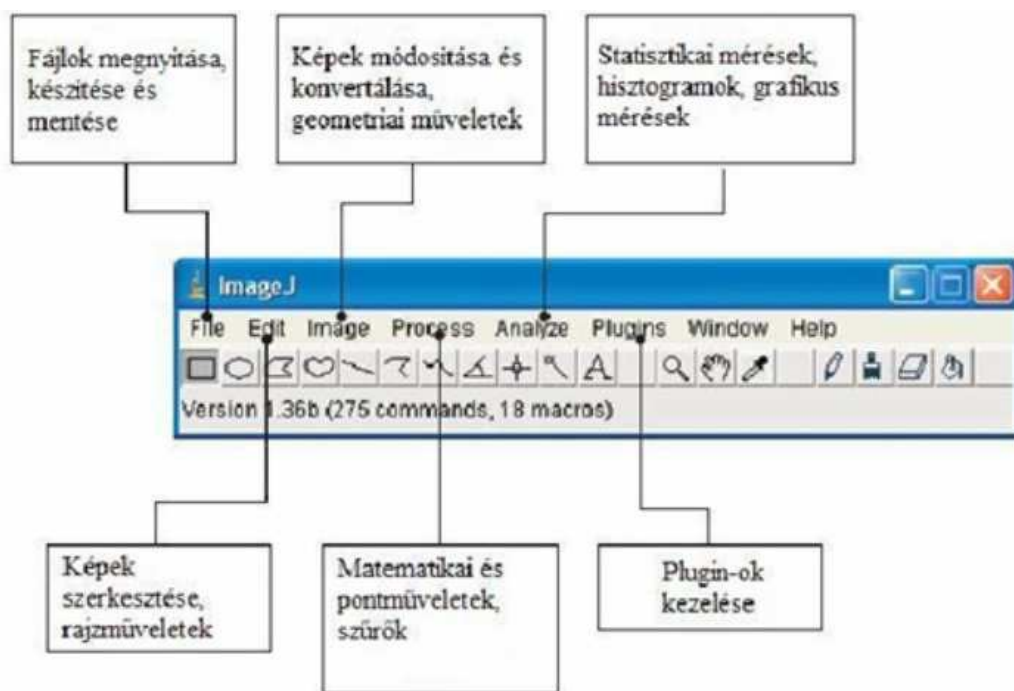 Fájlok megnyitása,
készítése és
mentése
Képek módosítása és
konvertálása,
geometriai műveletek
Statisztikai mérések,
hisztogramok, grafikus
mérések
ImageJ
File Edit Image Process Analyze Plugins Window Help
A
Version 1.36b (275 commands, 18 macros)
Képek
szerkesztése,
rajzműveletek
Matematikai és
pontműveletek,
szűrők
Plugin-ok
kezelése